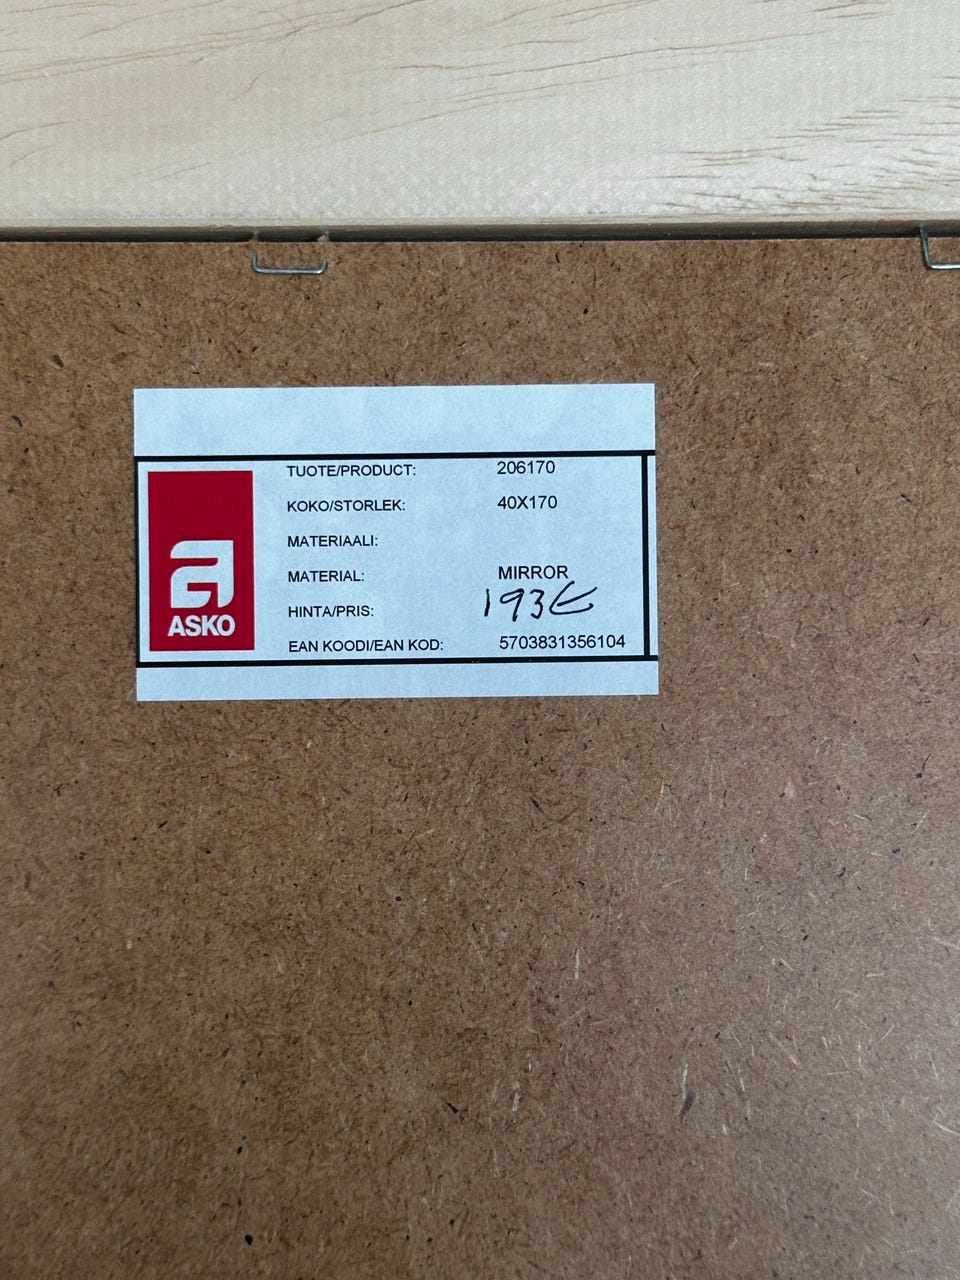 TUOTE/PRODUCT: 206170
KOKO/STORLEK: 40X170
MATERIAALI:
MATERIAL: MIRROR
HINTA/PRIS: 193€
EAN KOODI/EAN KOD: 5703831356104
a
ASKO